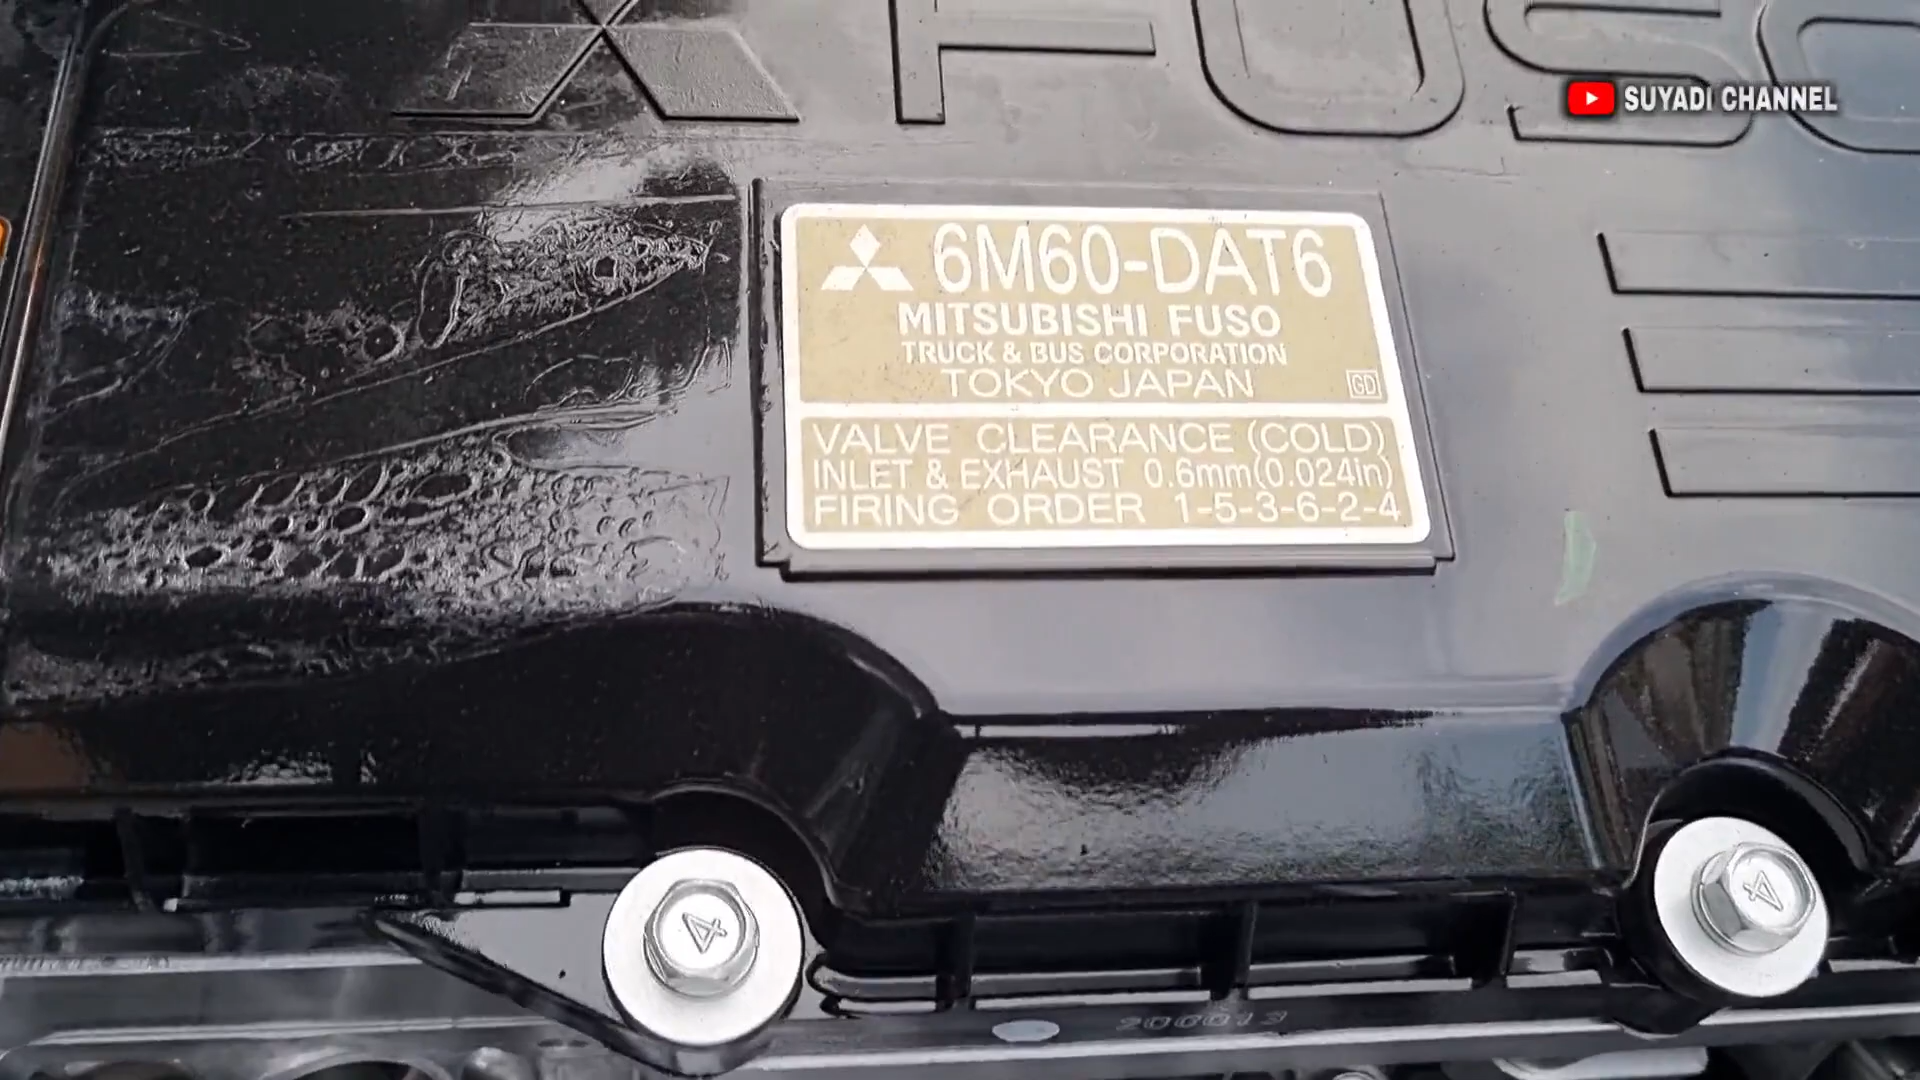 FUSO
SUYADI CHANNEL
6M60-DAT6
MITSUBISHI FUSO
TRUCK & BUS CORPORATION
TOKYO JAPAN
GD
VALVE CLEARANCE (COLD)
INLET & EXHAUST 0.6mm(0.024in)
FIRING ORDER 1-5-3-6-2-4
4
4